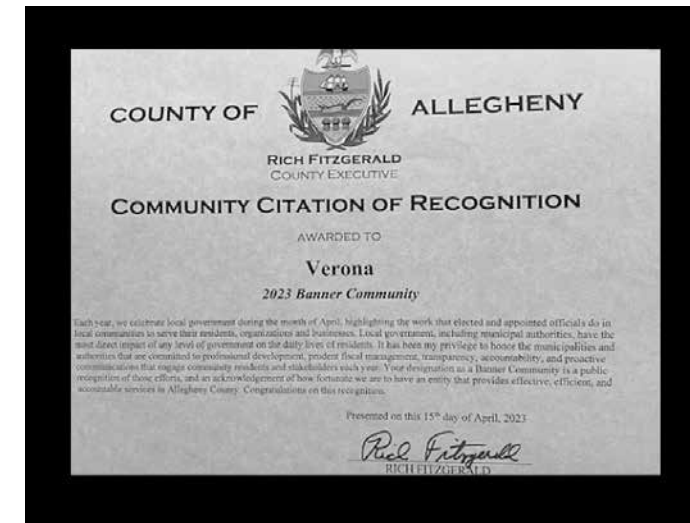 COUNTY OF ALLEGHENY
RICH FITZGERALD
COUNTY EXECUTIVE
COMMUNITY CITATION OF RECOGNITION
AWARDED TO
Verona
2023 Banner Community
Each year, we celebrate local government during the month of April, highlighting the work that elected and appointed officials do in
local communities to serve their residents, organizations and businesses. Local government, including municipal authorities, have the
most direct impact of any level of government on the daily lives of residents. It has been my privilege to honor the municipalities and
authorities that are committed to professional development, prudent fiscal management, transparency, accountability, and proactive
communications that engage community residents and stakeholders each year. Your designation as a Banner Community is a public
recognition of those efforts, and an acknowledgement of how fortunate we are to have an entity that provides effective, efficient, and
accountable services in Allegheny County. Congratulations on this recognition.
Presented on this 15th day of April, 2023
Rich Fitzgerald
RICH FITZGERALD